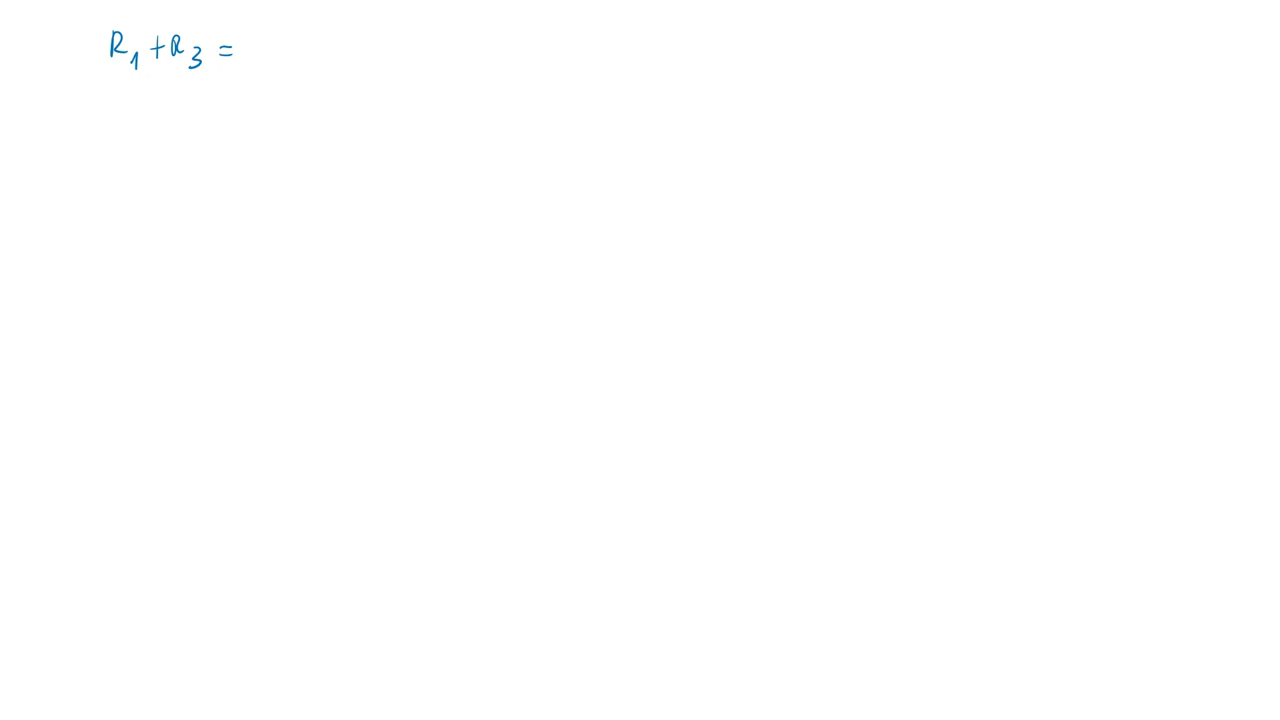 R₁+R₃ =